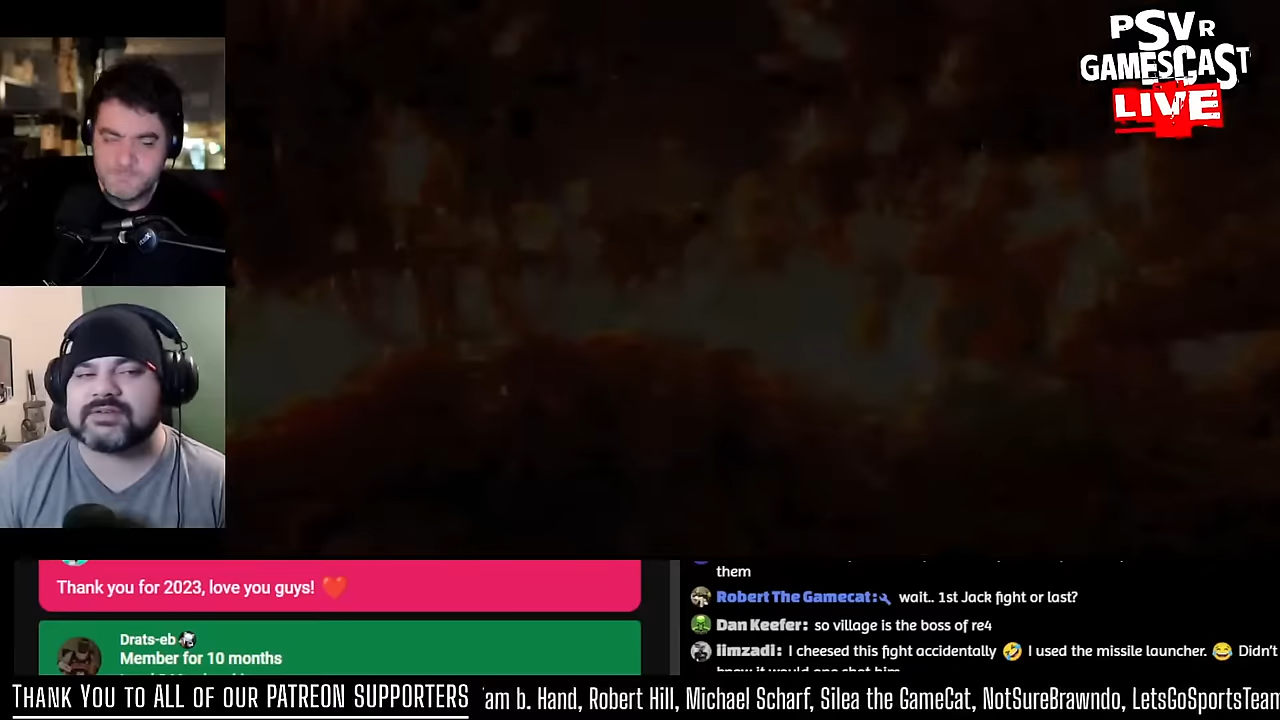 PSVR
GAMESCAST
LIVE
Thank you for 2023, love you guys! ❤️
Drats-eb
Member for 10 months
them
Robert The Gamecat: wait.. 1st Jack fight or last?
Dan Keefer: so village is the boss of re4
iimzadi: I cheesed this fight accidentally 🤣 I used the missile launcher. 😂 Didn't
THANK YOU TO ALL OF OUR PATREON SUPPORTERS
am b. Hand, Robert Hill, Michael Scharf, Silea the GameCat, NotSureBrawndo, LetsGoSportsTeam